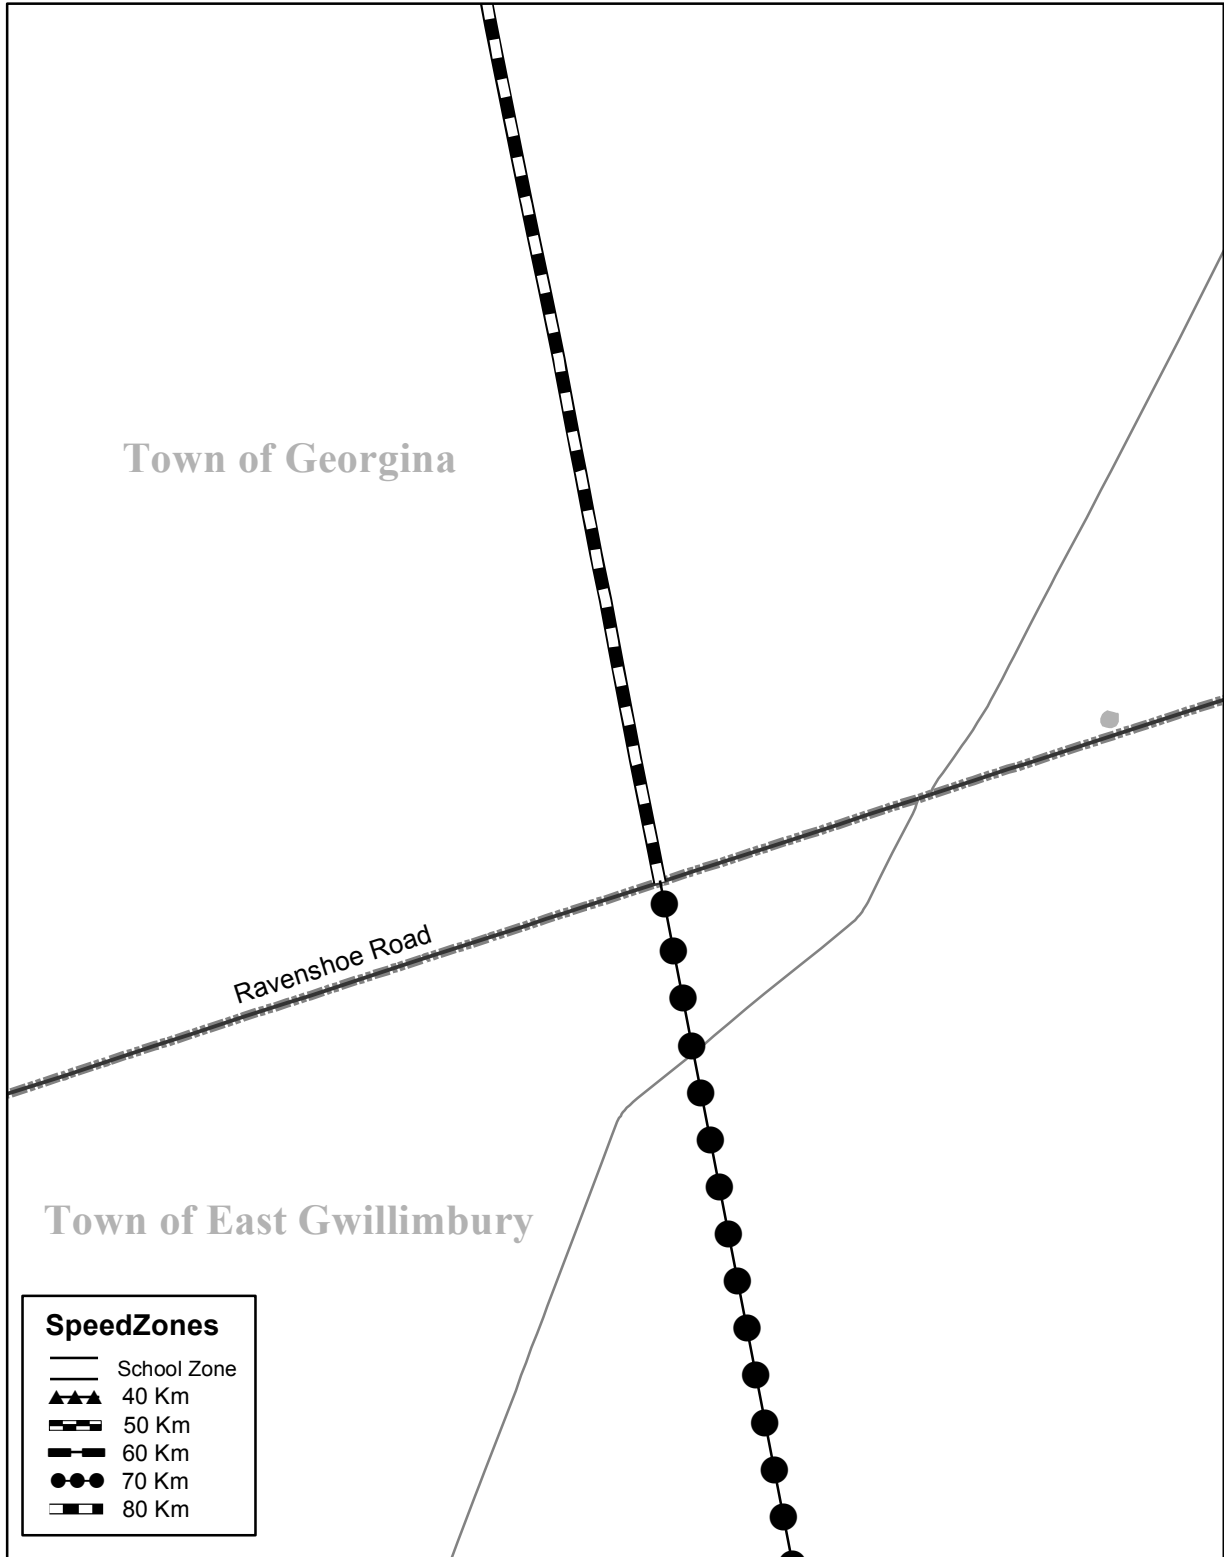 Town of Georgina
Ravenshoe Road
Town of East Gwillimbury
SpeedZones
School Zone
40 Km
50 Km
60 Km
70 Km
80 Km